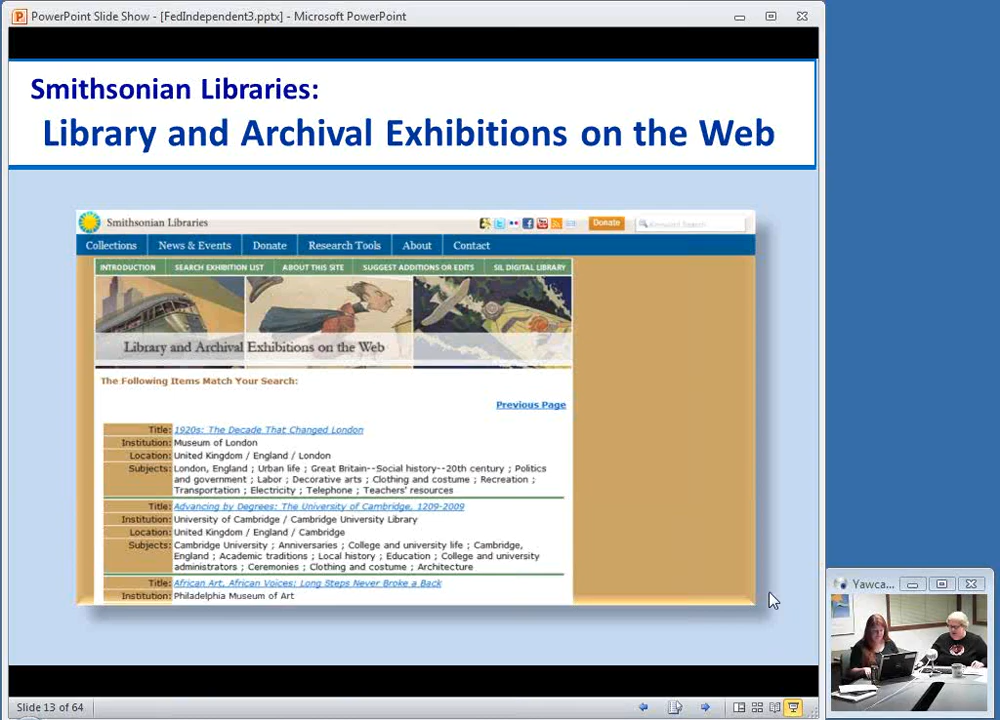 PowerPoint Slide Show - [FedIndependent3.pptx] - Microsoft PowerPoint
Smithsonian Libraries:
Library and Archival Exhibitions on the Web
Smithsonian Libraries
Donate
Keyword Search
Collections News & Events Donate Research Tools About Contact
INTRODUCTION SEARCH EXHIBITION LIST ABOUT THIS SITE SUGGEST ADDITIONS OR EDITS SIL DIGITAL LIBRARY
Library and Archival Exhibitions on the Web
The Following Items Match Your Search:
Previous Page
Title: 1920s: The Decade That Changed London
Institution: Museum of London
Location: United Kingdom / England / London
Subjects: London, England ; Urban life ; Great Britain--Social history--20th century ; Politics
and government ; Labor ; Decorative arts ; Clothing and costume ; Recreation ;
Transportation ; Electricity ; Telephone ; Teachers' resources
Title: Advancing by Degrees: The University of Cambridge, 1209-2009
Institution: University of Cambridge / Cambridge University Library
Location: United Kingdom / England / Cambridge
Subjects: Cambridge University ; Anniversaries ; College and university life ; Cambridge,
England ; Academic traditions ; Local history ; Education ; College and university
administrators ; Ceremonies ; Clothing and costume ; Architecture
Title: African Art, African Voices: Long Steps Never Broke a Back
Institution: Philadelphia Museum of Art
Yawca...
Slide 13 of 64